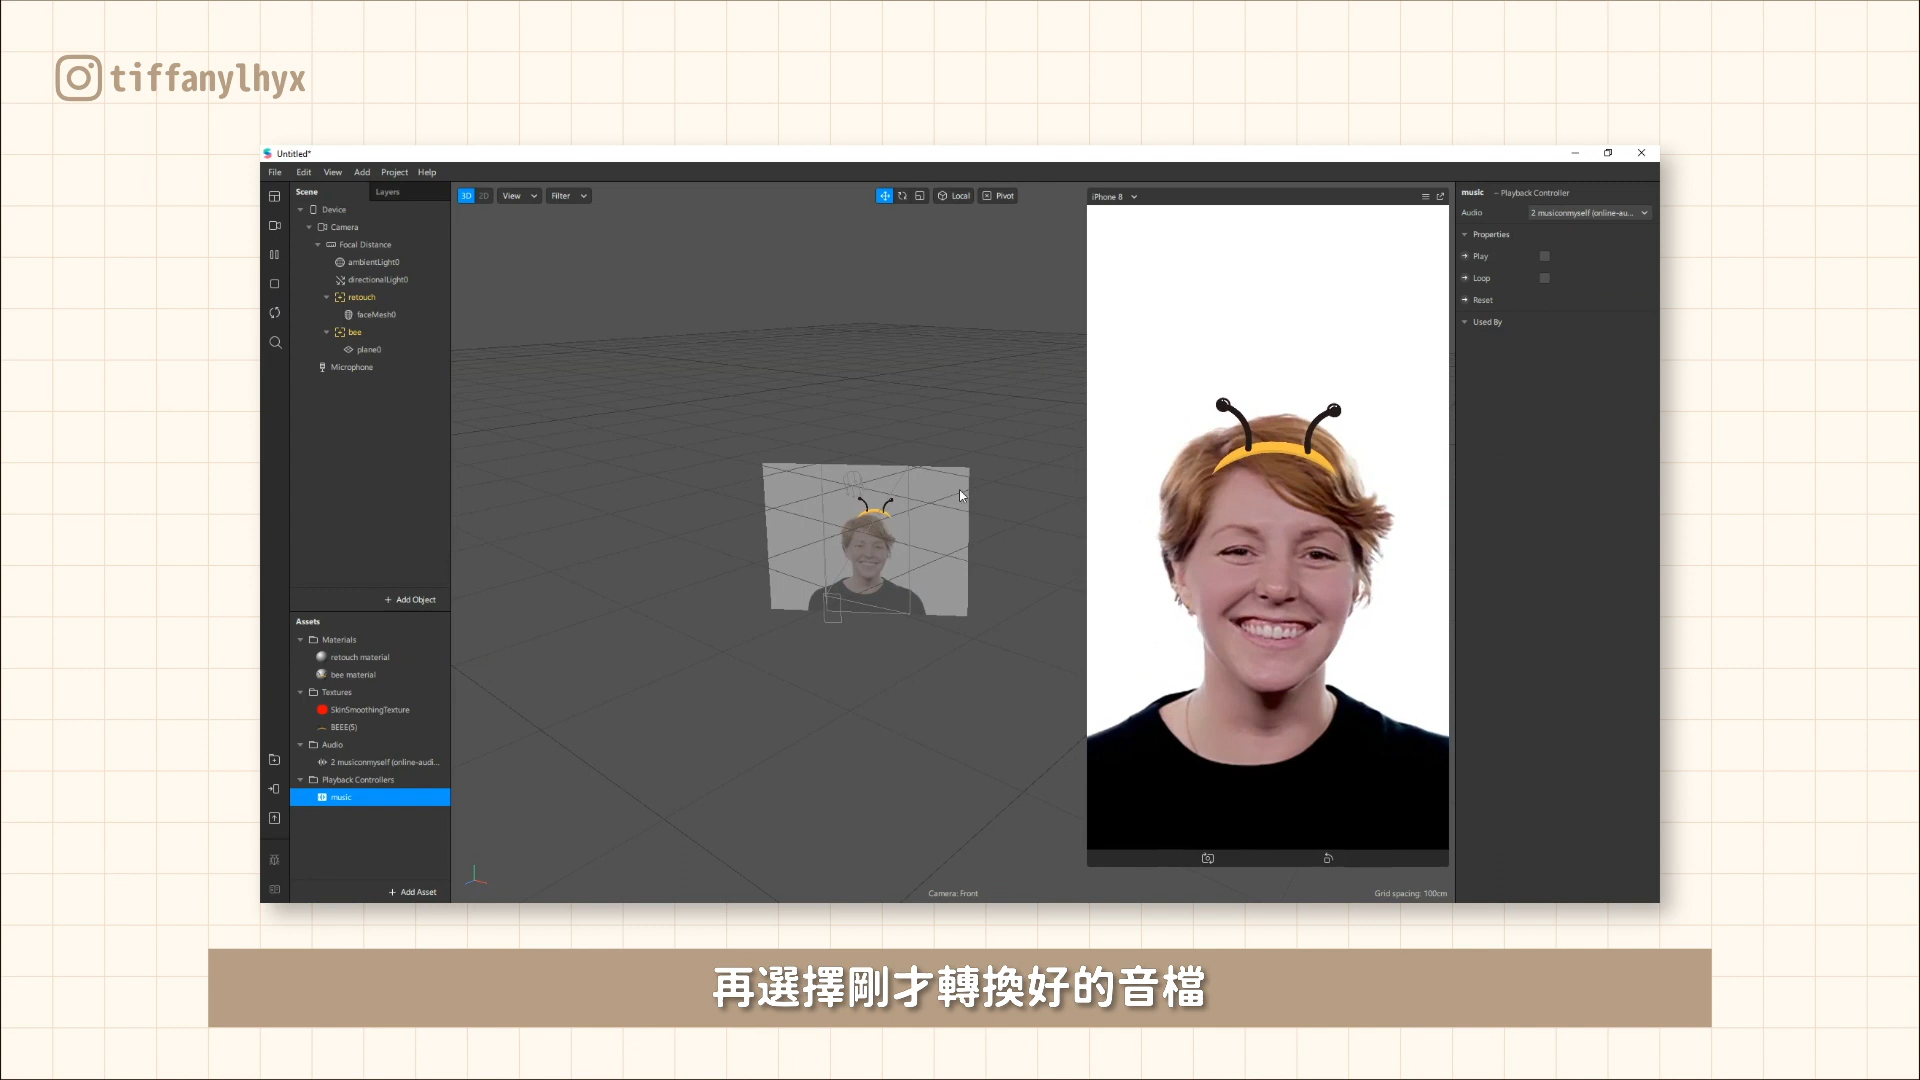 tiffanylhyx
Untitled*
File Edit View Add Project Help
Scene Layers
Device
Camera
Focal Distance
ambientLight0
directionalLight0
retouch
faceMesh0
bee
plane0
Microphone
+ Add Object
Assets
Materials
retouch material
bee material
Textures
SkinSmoothingTexture
BEEE(5)
Audio
2 musiconmyself (online-audi...
Playback Controllers
music
+ Add Asset
3D 2D View Filter
Local Pivot
Camera: Front
Grid spacing: 100cm
iPhone 8
music – Playback Controller
Audio 2 musiconmyself (online-au...
Properties
Play
Loop
Reset
Used By
再選擇剛才轉換好的音檔